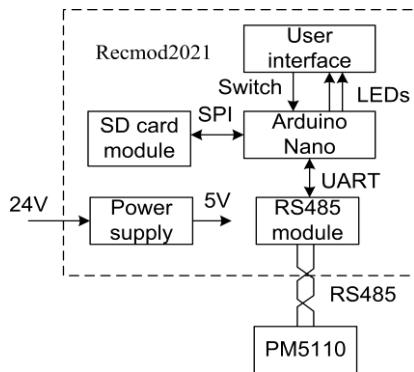 Recmod2021
User
interface
Switch
LEDs
SPI
SD card
module
Arduino
Nano
UART
24V
Power
supply
5V
RS485
module
RS485
PM5110